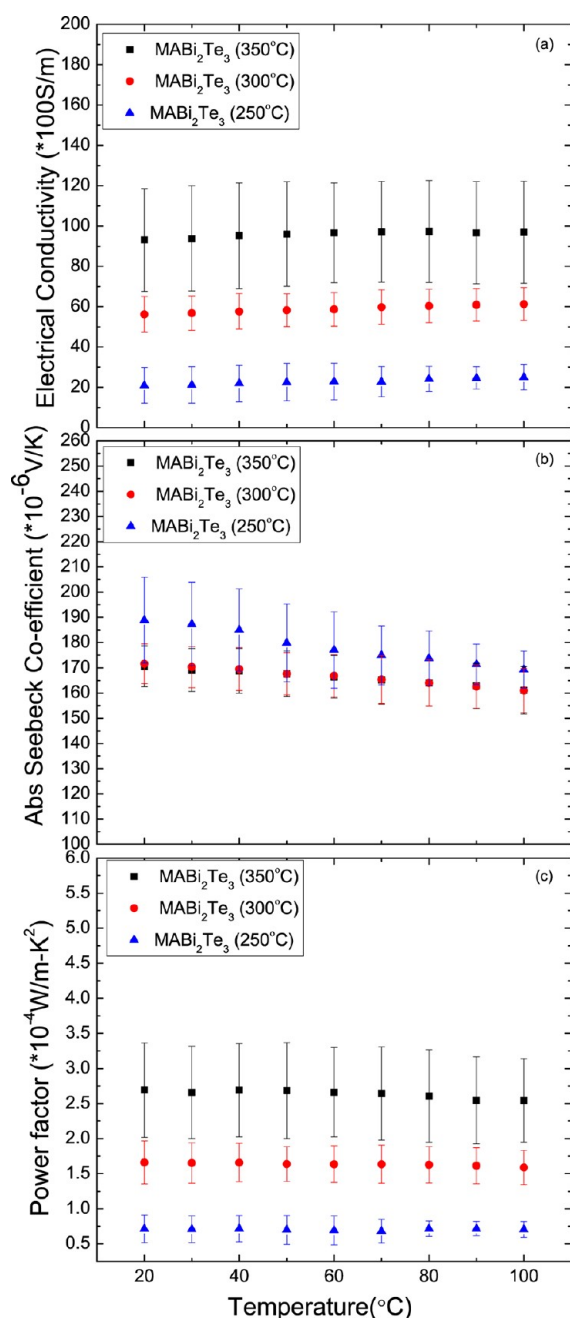 (a)
MABi₂Te₃ (350°C)
MABi₂Te₃ (300°C)
MABi₂Te₃ (250°C)
Electrical Conductivity (*100S/m)
200
180
160
140
120
100
80
60
40
20
0
(b)
MABi₂Te₃ (350°C)
MABi₂Te₃ (300°C)
MABi₂Te₃ (250°C)
Abs Seebeck Co-efficient (*10⁻⁶V/K)
260
250
240
230
220
210
200
190
180
170
160
150
140
130
120
110
100
(c)
MABi₂Te₃ (350°C)
MABi₂Te₃ (300°C)
MABi₂Te₃ (250°C)
Power factor (*10⁻⁴W/m-K²)
6.0
5.5
5.0
4.5
4.0
3.5
3.0
2.5
2.0
1.5
1.0
0.5
20 40 60 80 100
Temperature(°C)